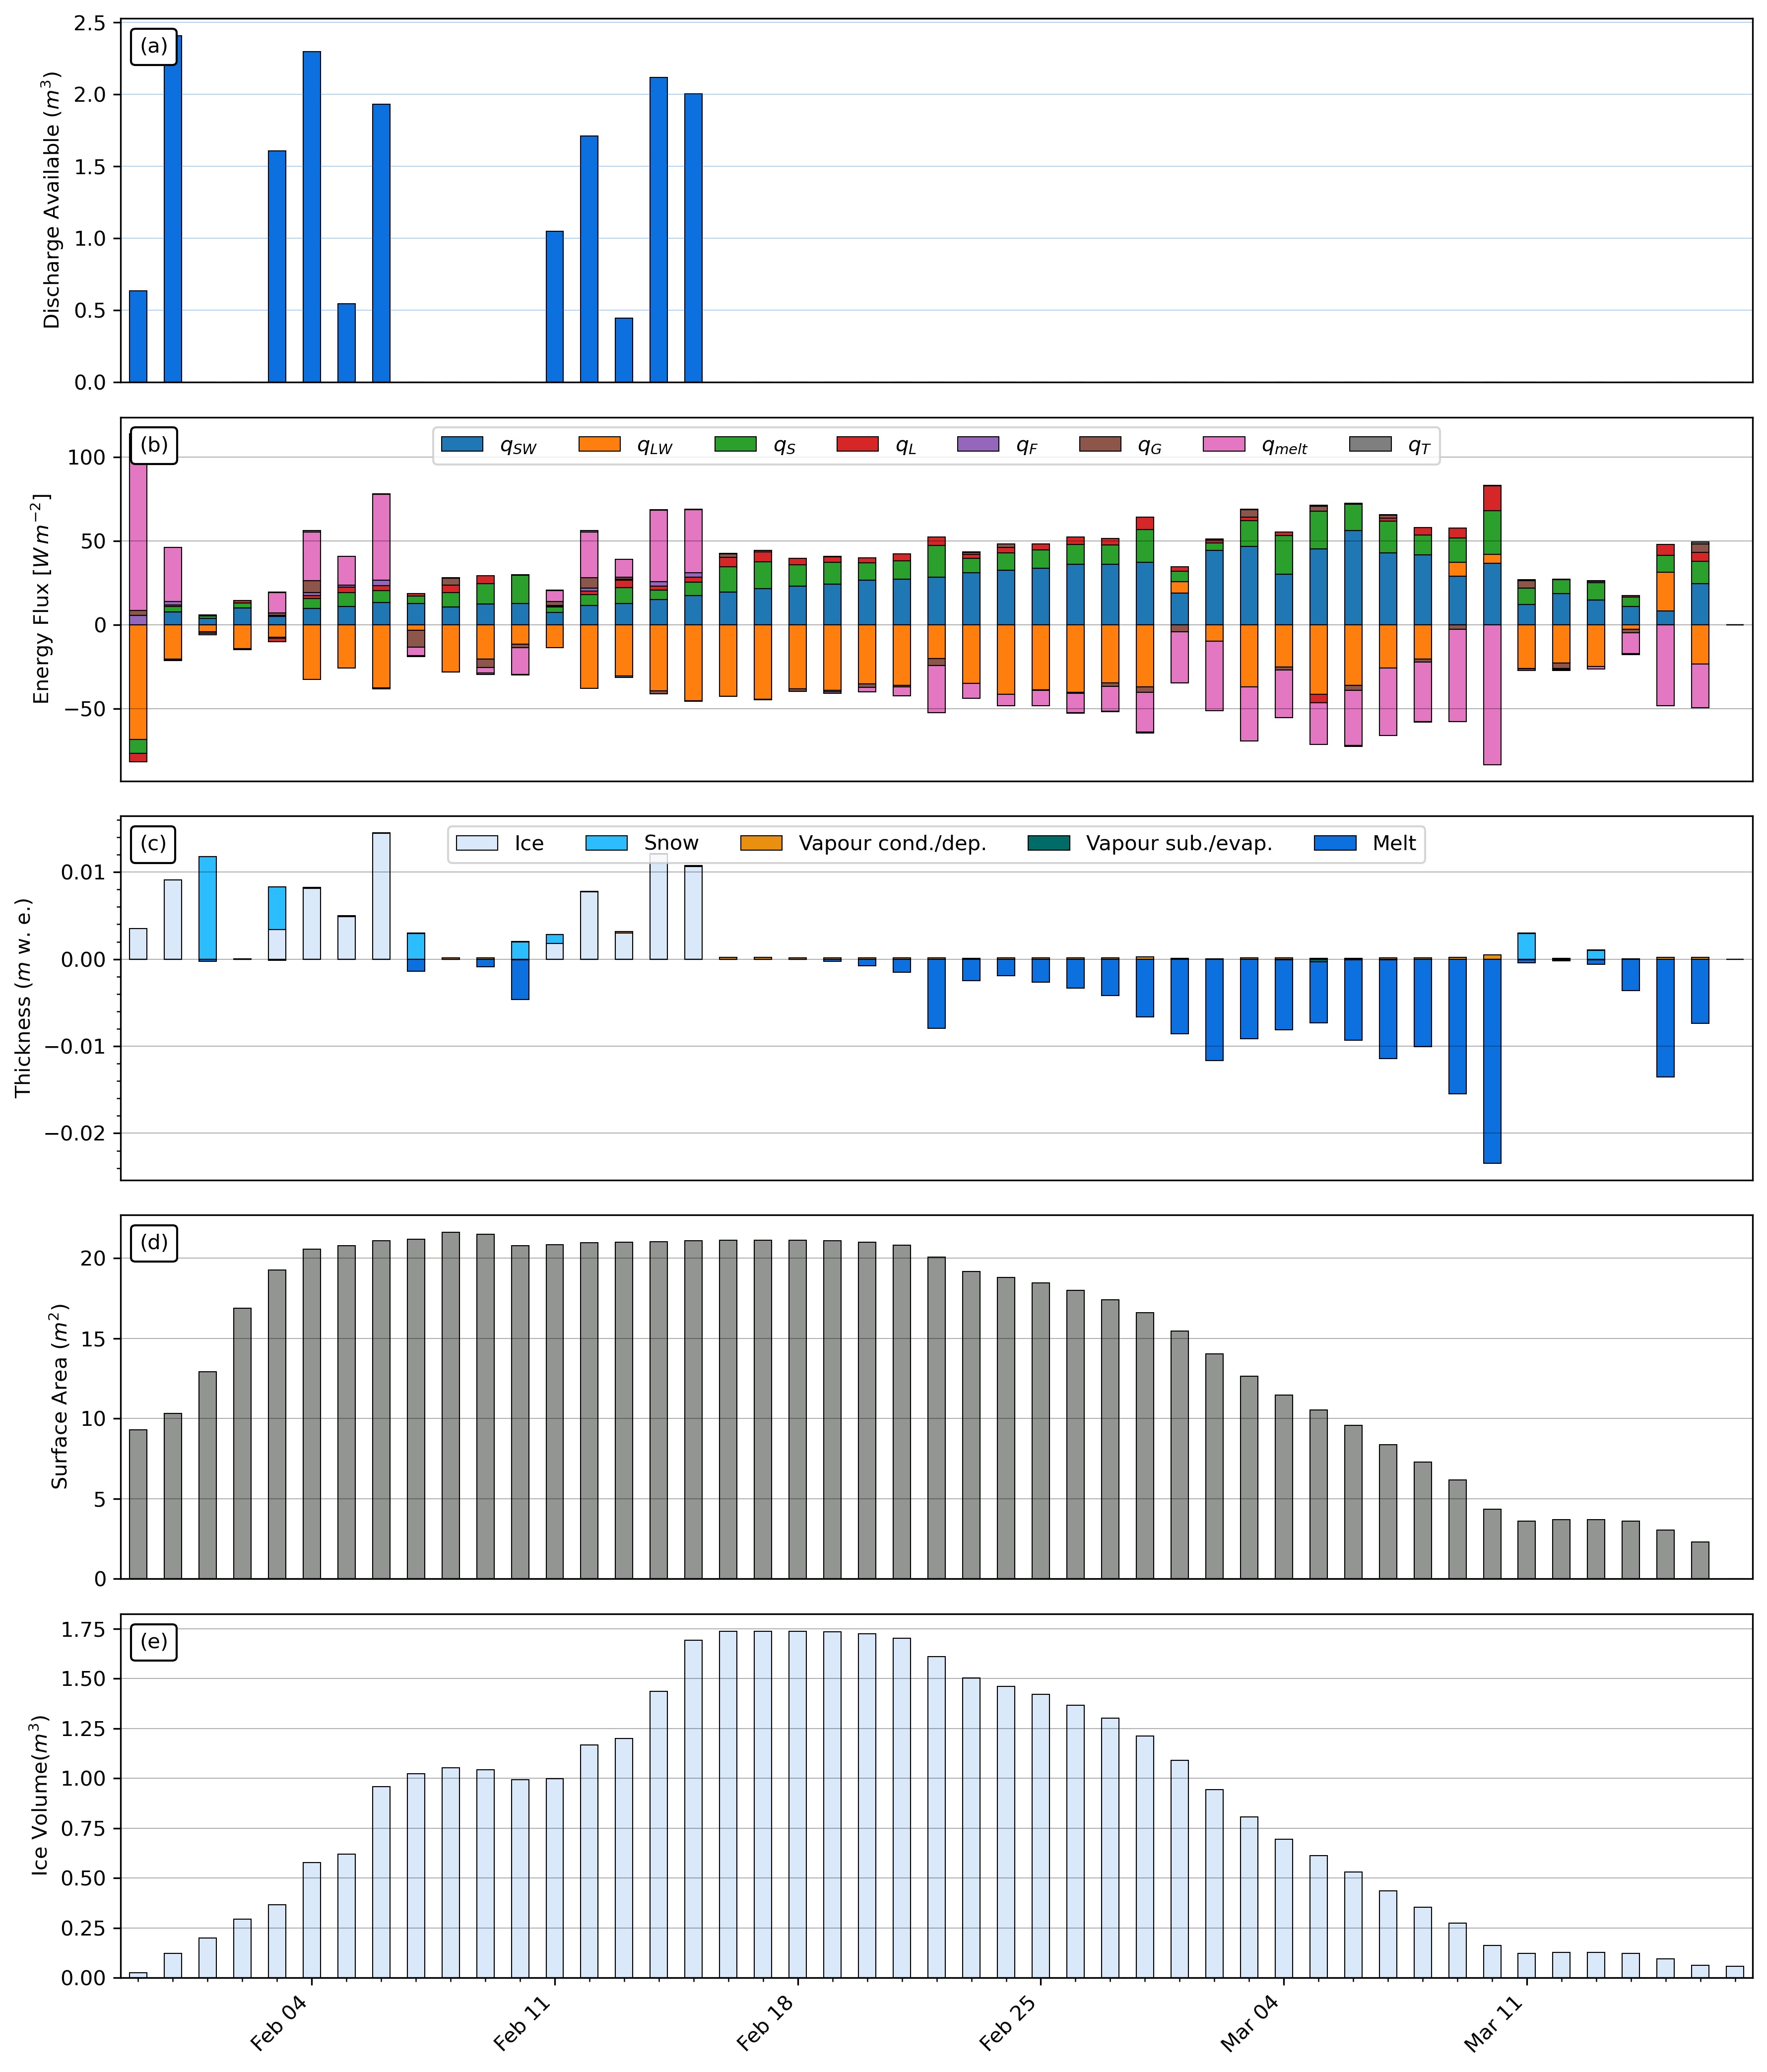 (a)
Discharge Available (m³)
2.5
2.0
1.5
1.0
0.5
0.0
(b)
q_SW q_LW q_S q_L q_F q_G q_melt q_T
Energy Flux [W m⁻²]
100
50
0
−50
(c)
Ice Snow Vapour cond./dep. Vapour sub./evap. Melt
Thickness (m w. e.)
0.01
0.00
−0.01
−0.02
(d)
Surface Area (m²)
20
15
10
5
0
(e)
Ice Volume(m³)
1.75
1.50
1.25
1.00
0.75
0.50
0.25
0.00
Feb 04 Feb 11 Feb 18 Feb 25 Mar 04 Mar 11